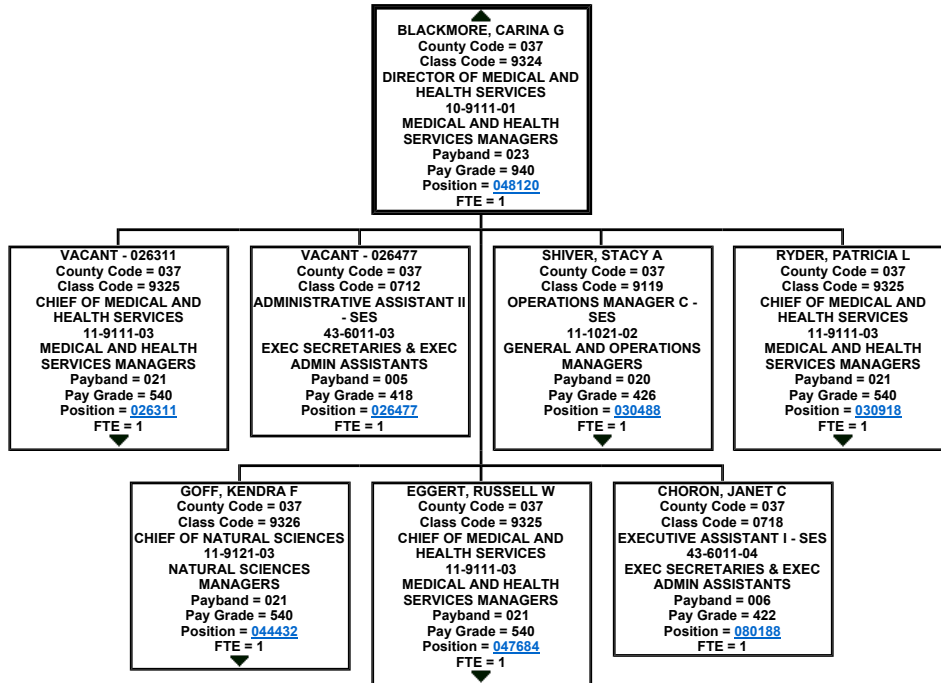 BLACKMORE, CARINA G
County Code = 037
Class Code = 9324
DIRECTOR OF MEDICAL AND
HEALTH SERVICES
10-9111-01
MEDICAL AND HEALTH
SERVICES MANAGERS
Payband = 023
Pay Grade = 940
Position = 048120
FTE = 1
VACANT - 026311
County Code = 037
Class Code = 9325
CHIEF OF MEDICAL AND
HEALTH SERVICES
11-9111-03
MEDICAL AND HEALTH
SERVICES MANAGERS
Payband = 021
Pay Grade = 540
Position = 026311
FTE = 1
VACANT - 026477
County Code = 037
Class Code = 0712
ADMINISTRATIVE ASSISTANT II
- SES
43-6011-03
EXEC SECRETARIES & EXEC
ADMIN ASSISTANTS
Payband = 005
Pay Grade = 418
Position = 026477
FTE = 1
SHIVER, STACY A
County Code = 037
Class Code = 9119
OPERATIONS MANAGER C -
SES
11-1021-02
GENERAL AND OPERATIONS
MANAGERS
Payband = 020
Pay Grade = 426
Position = 030488
FTE = 1
RYDER, PATRICIA L
County Code = 037
Class Code = 9325
CHIEF OF MEDICAL AND
HEALTH SERVICES
11-9111-03
MEDICAL AND HEALTH
SERVICES MANAGERS
Payband = 021
Pay Grade = 540
Position = 030918
FTE = 1
GOFF, KENDRA F
County Code = 037
Class Code = 9326
CHIEF OF NATURAL SCIENCES
11-9121-03
NATURAL SCIENCES
MANAGERS
Payband = 021
Pay Grade = 540
Position = 044432
FTE = 1
EGGERT, RUSSELL W
County Code = 037
Class Code = 9325
CHIEF OF MEDICAL AND
HEALTH SERVICES
11-9111-03
MEDICAL AND HEALTH
SERVICES MANAGERS
Payband = 021
Pay Grade = 540
Position = 047684
FTE = 1
CHORON, JANET C
County Code = 037
Class Code = 0718
EXECUTIVE ASSISTANT I - SES
43-6011-04
EXEC SECRETARIES & EXEC
ADMIN ASSISTANTS
Payband = 006
Pay Grade = 422
Position = 080188
FTE = 1